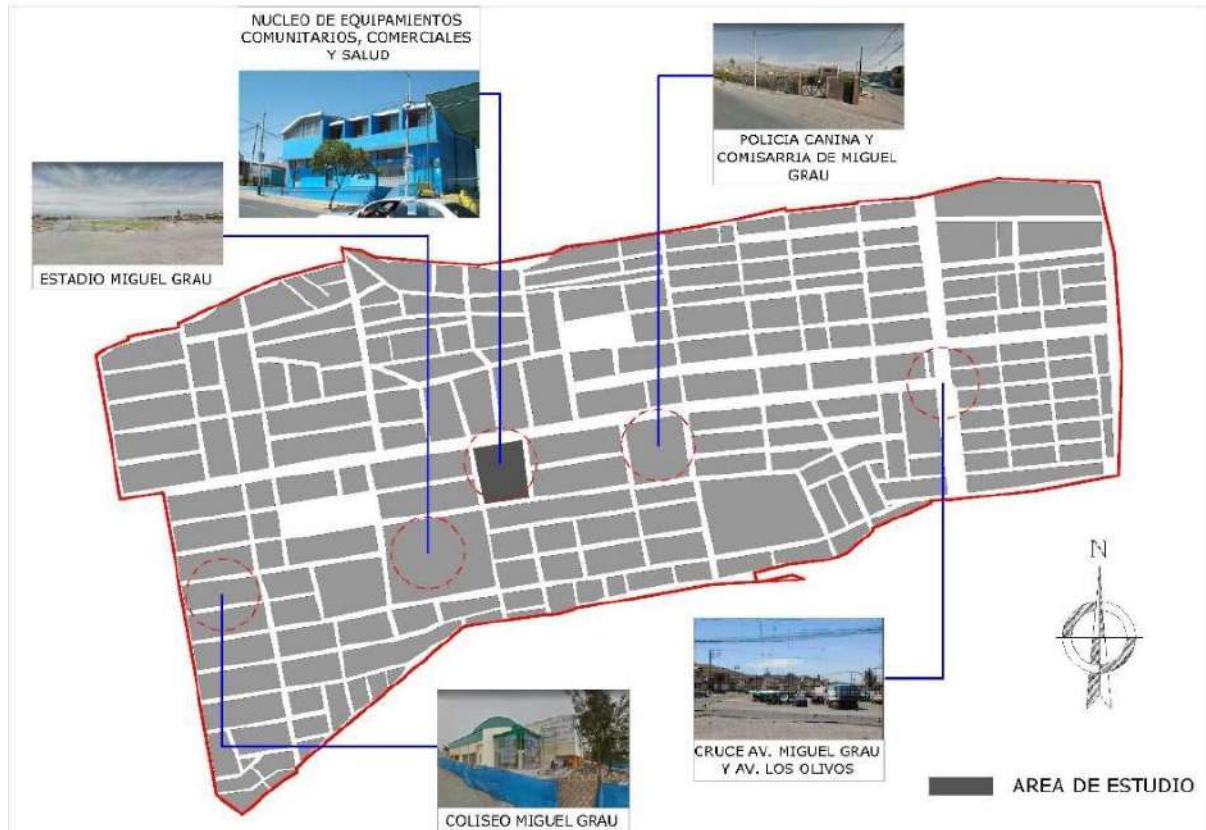 NUCLEO DE EQUIPAMIENTOS
COMUNITARIOS, COMERCIALES
Y SALUD
POLICIA CANINA Y
COMISARRIA DE MIGUEL
GRAU
ESTADIO MIGUEL GRAU
N
CRUCE AV. MIGUEL GRAU
Y AV. LOS OLIVOS
AREA DE ESTUDIO
COLISEO MIGUEL GRAU